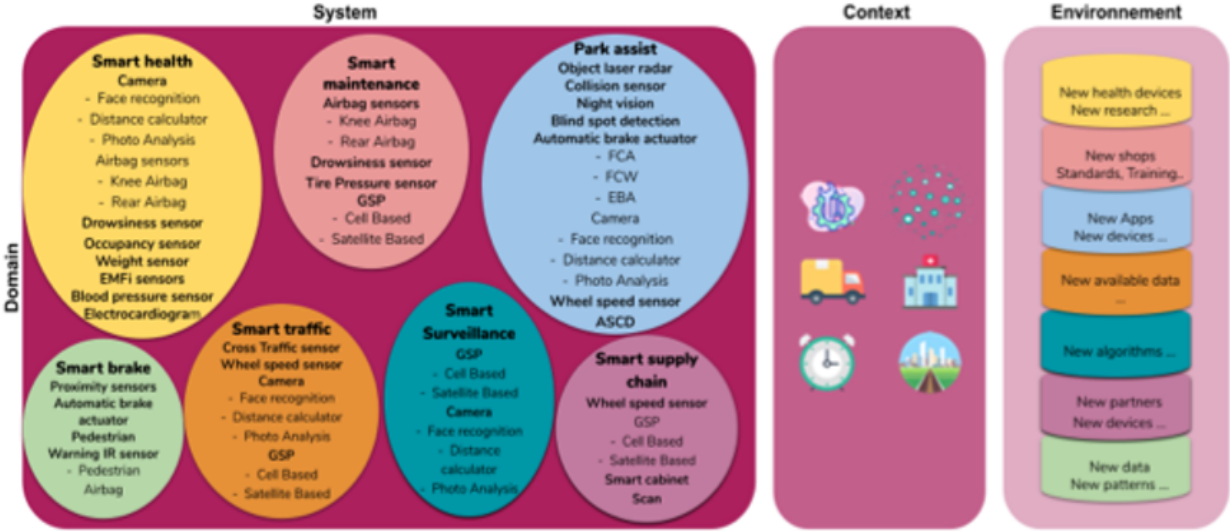 System
Context
Environnement
Domain
Smart health
Camera
- Face recognition
- Distance calculator
- Photo Analysis
Airbag sensors
- Knee Airbag
- Rear Airbag
Drowsiness sensor
Occupancy sensor
Weight sensor
EMFi sensors
Blood pressure sensor
Electrocardiogram
Smart
maintenance
Airbag sensors
- Knee Airbag
- Rear Airbag
Drowsiness sensor
Tire Pressure sensor
GSP
- Cell Based
- Satellite Based
Park assist
Object laser radar
Collision sensor
Night vision
Blind spot detection
Automatic brake actuator
- FCA
- FCW
- EBA
Camera
- Face recognition
- Distance calculator
- Photo Analysis
Wheel speed sensor
ASCD
Smart brake
Proximity sensors
Automatic brake
actuator
Pedestrian
Warning IR sensor
- Pedestrian
Airbag
Smart traffic
Cross Traffic sensor
Wheel speed sensor
Camera
- Face recognition
- Distance calculator
- Photo Analysis
GSP
- Cell Based
- Satellite Based
Smart
Surveillance
GSP
- Cell Based
- Satellite Based
Camera
- Face recognition
- Distance
calculator
- Photo Analysis
Smart supply
chain
Wheel speed sensor
GSP
- Cell Based
- Satellite Based
Smart cabinet
Scan
New health devices
New research ...
New shops
Standards, Training..
New Apps
New devices ...
New available data
...
New algorithms ...
New partners
New devices ...
New data
New patterns ...